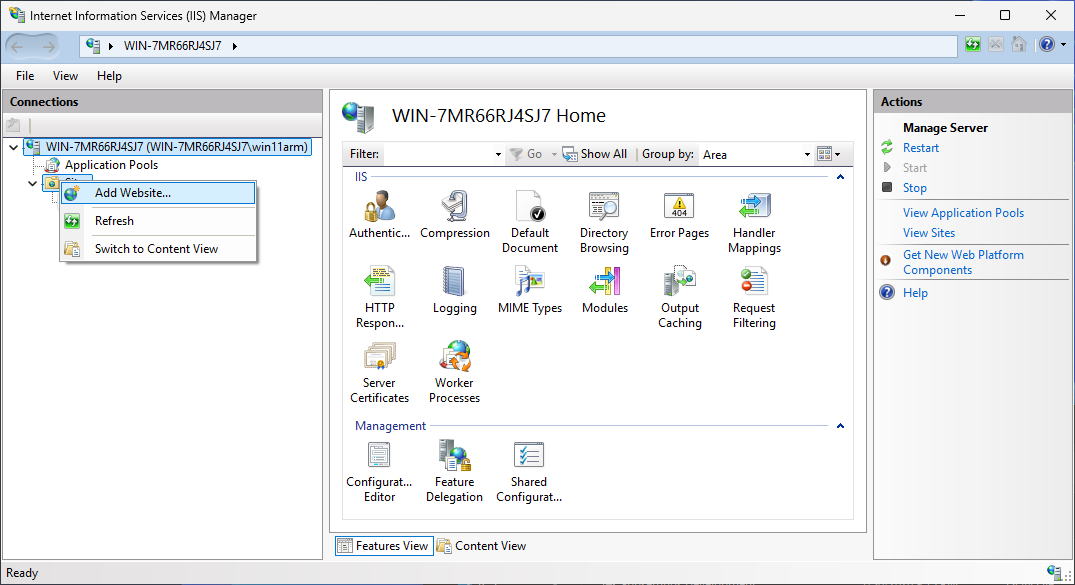 Internet Information Services (IIS) Manager
WIN-7MR66RJ4SJ7
File View Help
Connections
WIN-7MR66RJ4SJ7 (WIN-7MR66RJ4SJ7\win11arm)
Application Pools
Add Website...
Refresh
Switch to Content View
WIN-7MR66RJ4SJ7 Home
Filter: Go Show All Group by: Area
IIS
Authentic...
Compression
Default
Document
Directory
Browsing
Error Pages
404
Handler
Mappings
HTTP
Respon...
Logging
MIME Types
Modules
Output
Caching
Request
Filtering
Server
Certificates
Worker
Processes
Management
Configurat...
Editor
Feature
Delegation
Shared
Configurat...
Features View
Content View
Actions
Manage Server
Restart
Start
Stop
View Application Pools
View Sites
Get New Web Platform
Components
Help
Ready